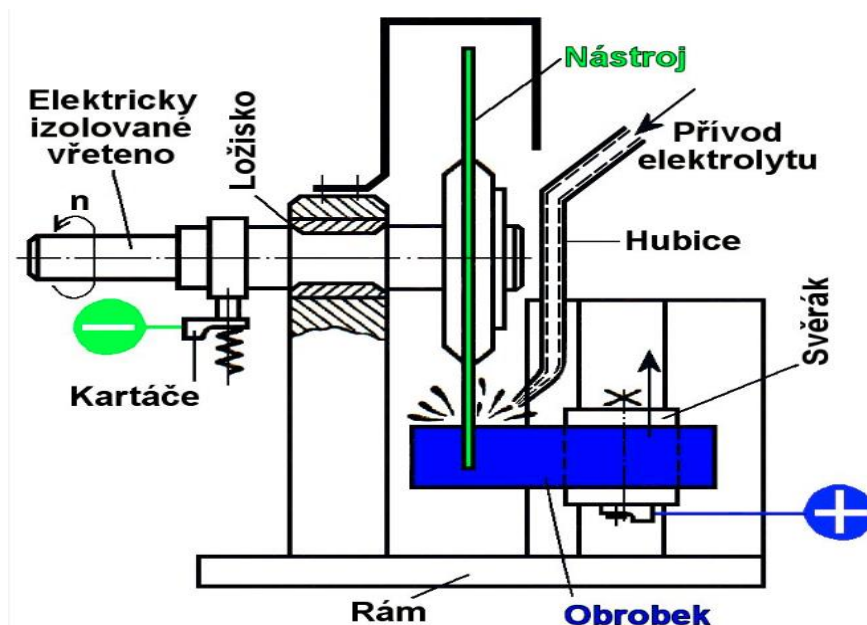 Nástroj
Elektricky
izolované
vřeteno
Ložisko
Přívod
elektrolytu
n
Hubice
Svěrák
Kartáče
Rám
Obrobek